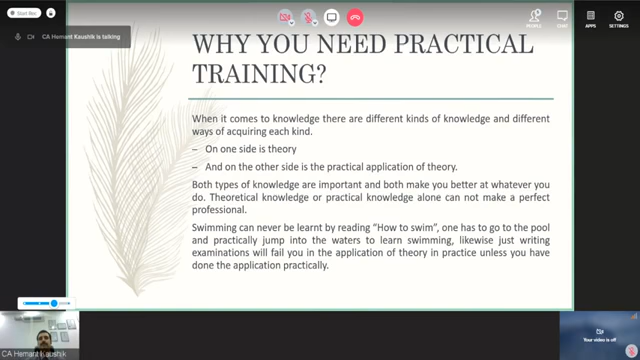 Start Rec
PEOPLE
CHAT
APPS
SETTINGS
CA Hemant Kaushik is talking
WHY YOU NEED PRACTICAL
TRAINING?
When it comes to knowledge there are different kinds of knowledge and different
ways of acquiring each kind.
– On one side is theory
– And on the other side is the practical application of theory.
Both types of knowledge are important and both make you better at whatever you
do. Theoretical knowledge or practical knowledge alone can not make a perfect
professional.
Swimming can never be learnt by reading “How to swim”, one has to go to the pool
and practically jump into the waters to learn swimming, likewise just writing
examinations will fail you in the application of theory in practice unless you have
done the application practically.
CA Hemant Kaushik
Your video is off